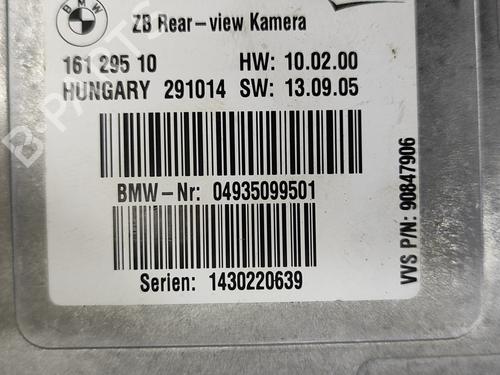 BMW
ZB Rear-view Kamera
161 295 10 HW: 10.02.00
HUNGARY 291014 SW: 13.09.05
BMW-Nr: 04935099501
Serien: 1430220639
VVS P/N: 90847906
B-PARTS